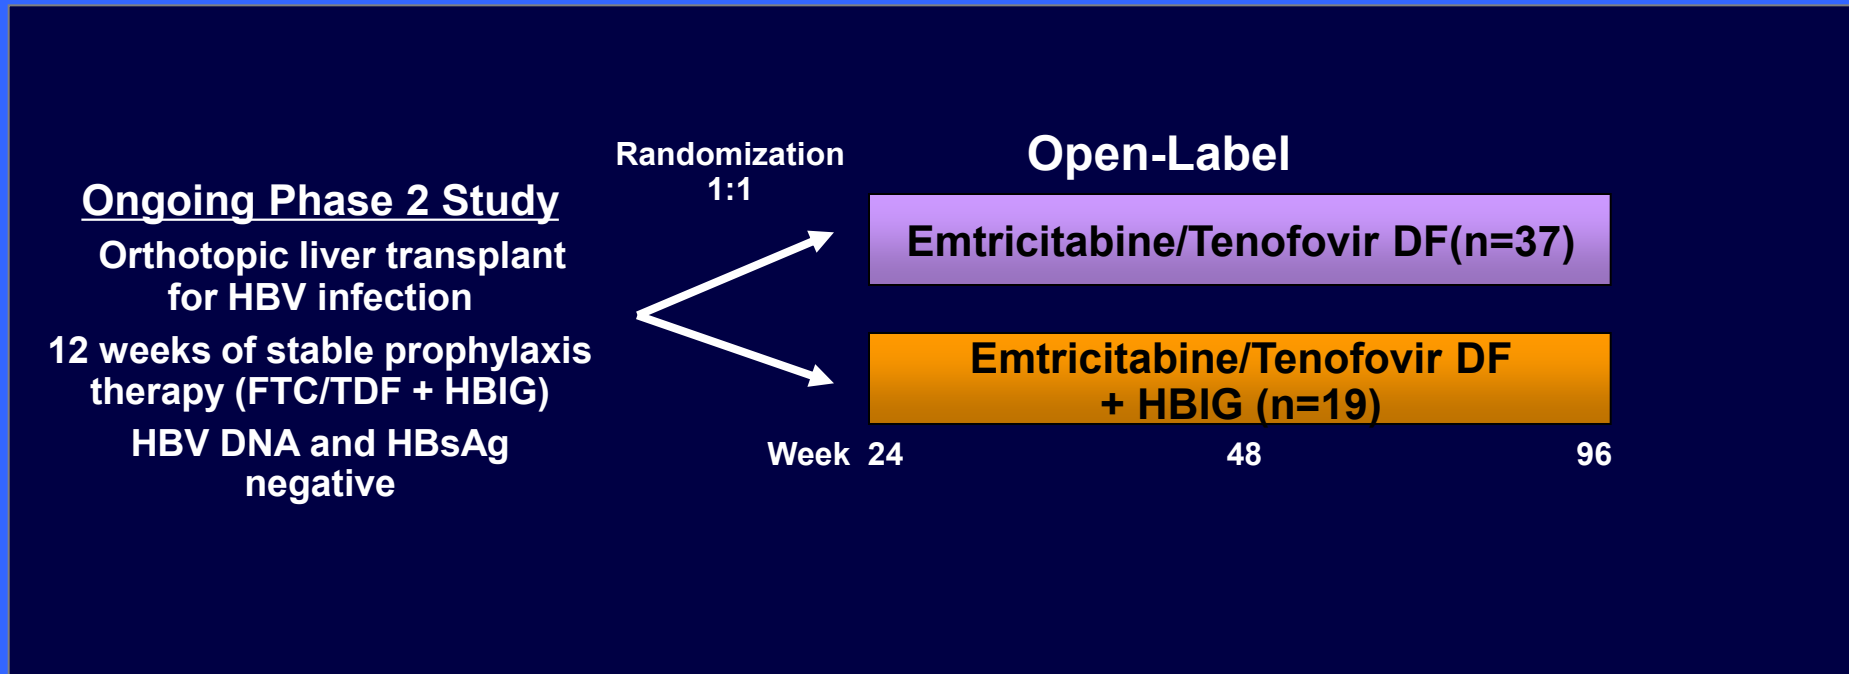 Ongoing Phase 2 Study
Orthotopic liver transplant
for HBV infection
12 weeks of stable prophylaxis
therapy (FTC/TDF + HBIG)
HBV DNA and HBsAg
negative
Randomization
1:1
Open-Label
Emtricitabine/Tenofovir DF(n=37)
Emtricitabine/Tenofovir DF
+ HBIG (n=19)
Week 24 48 96